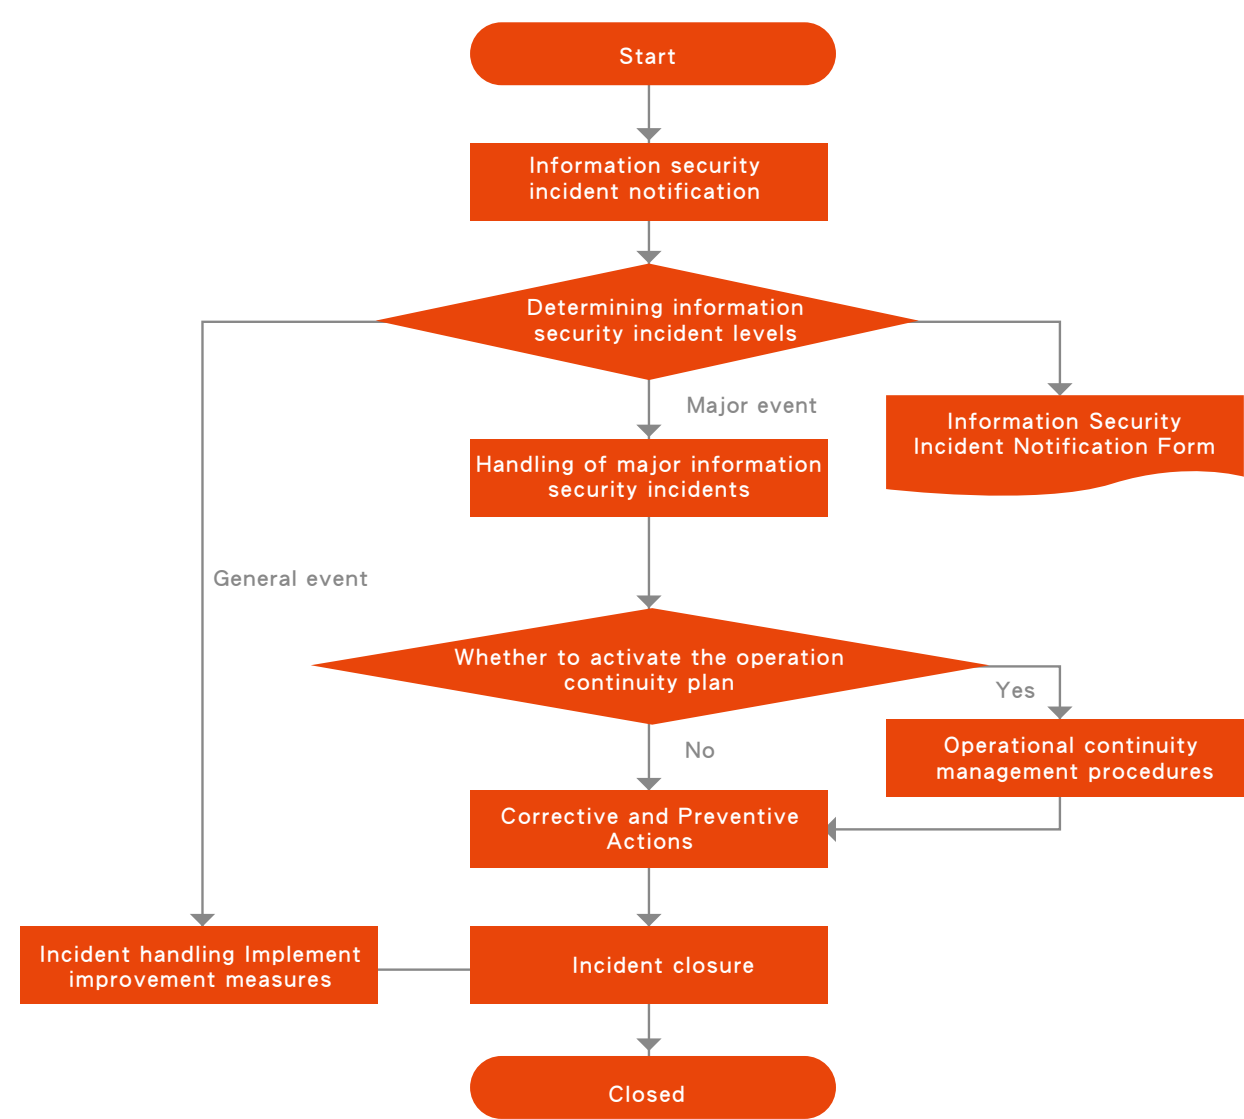 Start
Information security
incident notification
Determining information
security incident levels
Major event
Information Security
Incident Notification Form
Handling of major information
security incidents
General event
Whether to activate the operation
continuity plan
Yes
No
Operational continuity
management procedures
Corrective and Preventive
Actions
Incident handling Implement
improvement measures
Incident closure
Closed